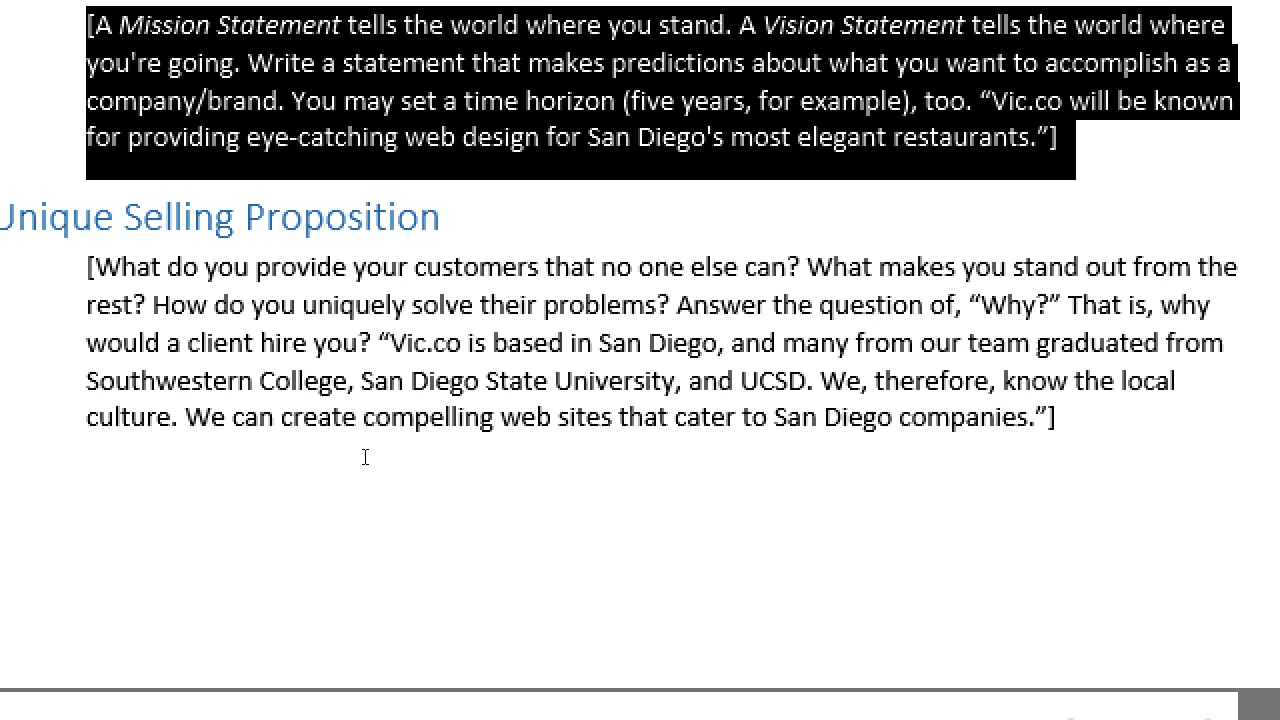 [A Mission Statement tells the world where you stand. A Vision Statement tells the world where
you're going. Write a statement that makes predictions about what you want to accomplish as a
company/brand. You may set a time horizon (five years, for example), too. “Vic.co will be known
for providing eye-catching web design for San Diego's most elegant restaurants.”]
Unique Selling Proposition
[What do you provide your customers that no one else can? What makes you stand out from the
rest? How do you uniquely solve their problems? Answer the question of, “Why?” That is, why
would a client hire you? “Vic.co is based in San Diego, and many from our team graduated from
Southwestern College, San Diego State University, and UCSD. We, therefore, know the local
culture. We can create compelling web sites that cater to San Diego companies.”]